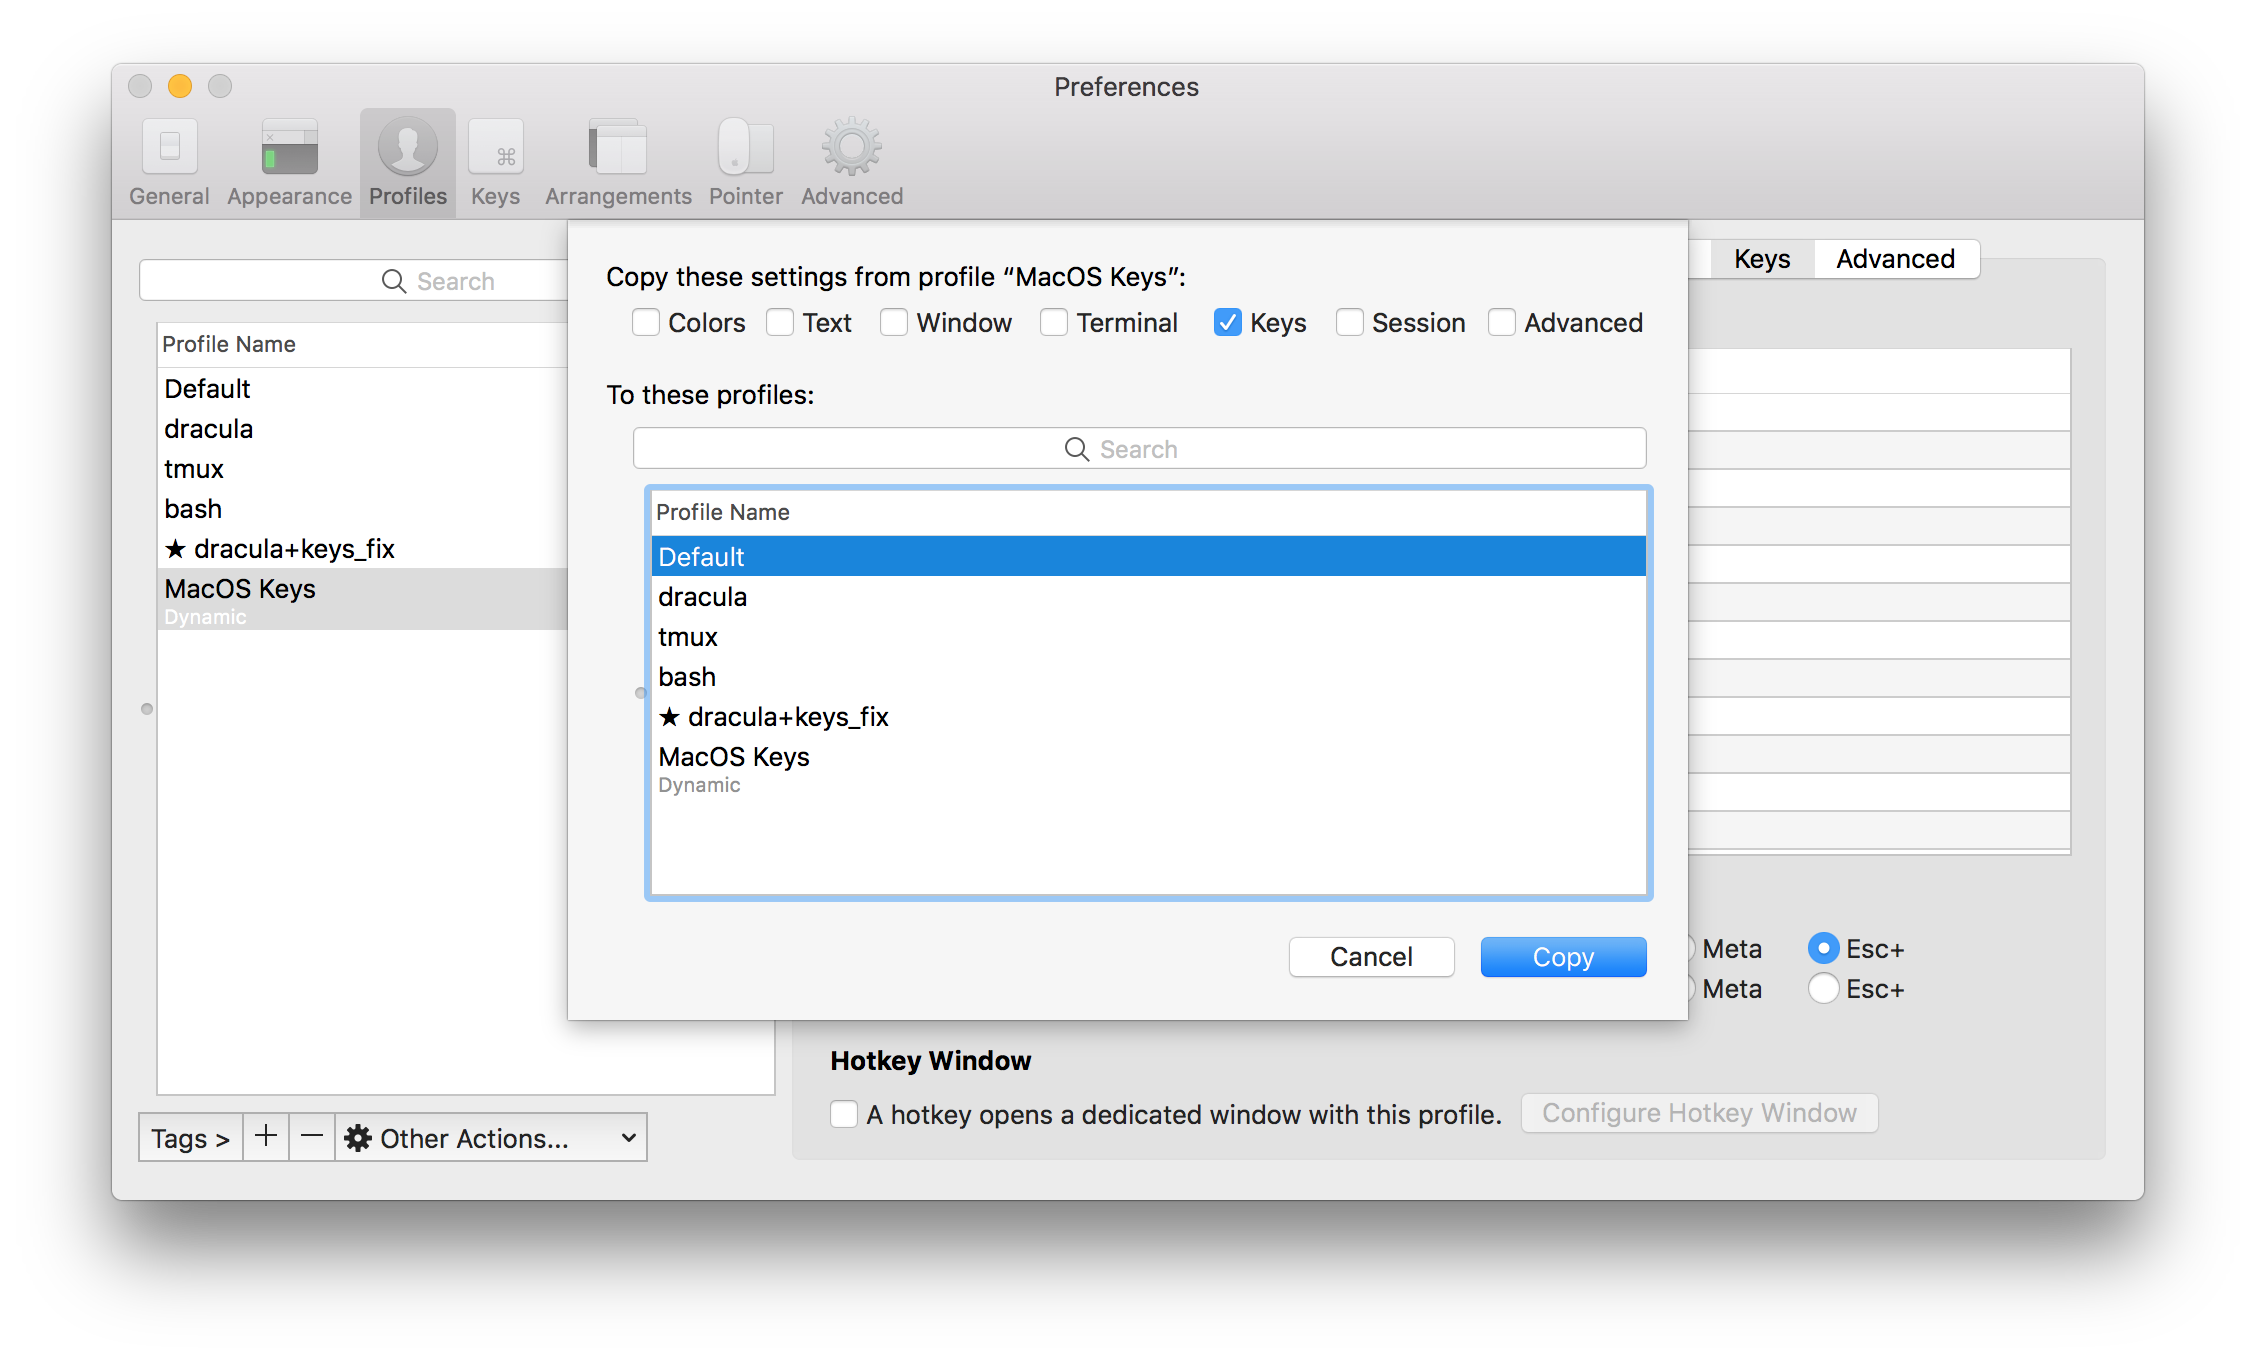 Preferences
General Appearance Profiles Keys Arrangements Pointer Advanced
Search
Profile Name
Default
dracula
tmux
bash
★ dracula+keys_fix
MacOS Keys
Dynamic
Tags > + − Other Actions...
Copy these settings from profile “MacOS Keys”:
Colors Text Window Terminal Keys Session Advanced
To these profiles:
Search
Profile Name
Default
dracula
tmux
bash
★ dracula+keys_fix
MacOS Keys
Dynamic
Cancel Copy
Keys Advanced
Meta Esc+
Meta Esc+
Hotkey Window
A hotkey opens a dedicated window with this profile. Configure Hotkey Window